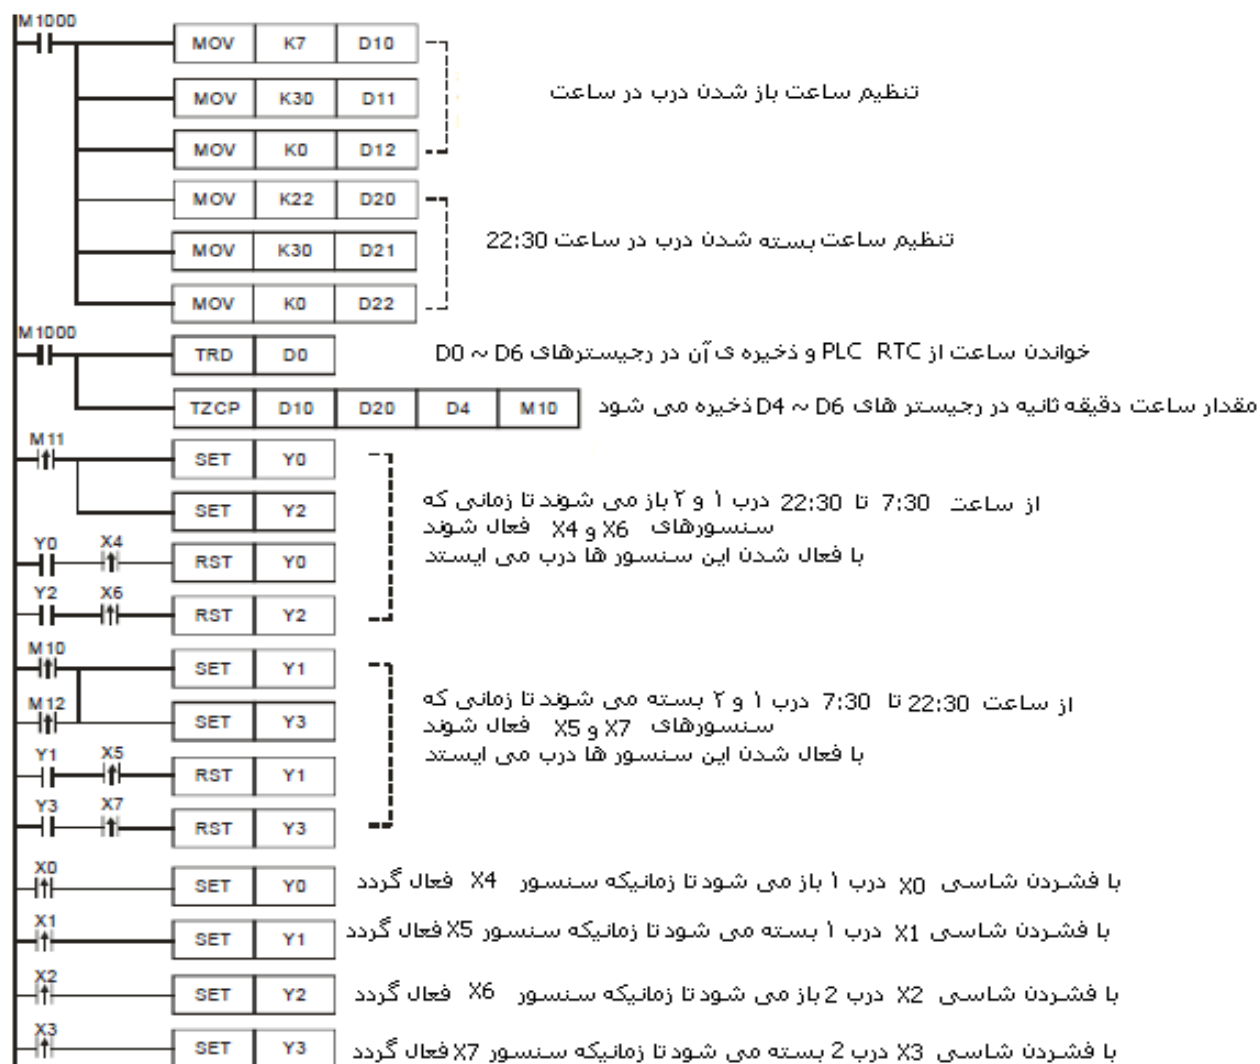 M1000
MOV K7 D10
MOV K30 D11
تنظیم ساعت باز شدن درب در ساعت
MOV K0 D12
MOV K22 D20
MOV K30 D21
تنظیم ساعت بسته شدن درب در ساعت 22:30
MOV K0 D22
M1000
TRD D0
خواندن ساعت از PLC RTC و ذخیره ی آن در رجیسترهای D0 ~ D6
TZCP D10 D20 D4 M10
مقدار ساعت دقیقه ثانیه در رجیستر های D4 ~ D6 ذخیره می شود
M11
SET Y0
SET Y2
از ساعت 7:30 تا 22:30 درب ۱ و ۲ باز می شوند تا زمانی که
سنسورهای X6 و X4 فعال شوند
با فعال شدن این سنسور ها درب می ایستد
Y0 X4
RST Y0
Y2 X6
RST Y2
M10
SET Y1
M12
SET Y3
از ساعت 22:30 تا 7:30 درب ۱ و ۲ بسته می شوند تا زمانی که
سنسورهای X7 و X5 فعال شوند
با فعال شدن این سنسور ها درب می ایستد
Y1 X5
RST Y1
Y3 X7
RST Y3
X0
SET Y0
با فشردن شاسی X0 درب ۱ باز می شود تا زمانیکه سنسور X4 فعال گردد
X1
SET Y1
با فشردن شاسی X1 درب ۱ بسته می شود تا زمانیکه سنسور X5 فعال گردد
X2
SET Y2
با فشردن شاسی X2 درب 2 باز می شود تا زمانیکه سنسور X6 فعال گردد
X3
SET Y3
با فشردن شاسی X3 درب 2 بسته می شود تا زمانیکه سنسور X7 فعال گردد